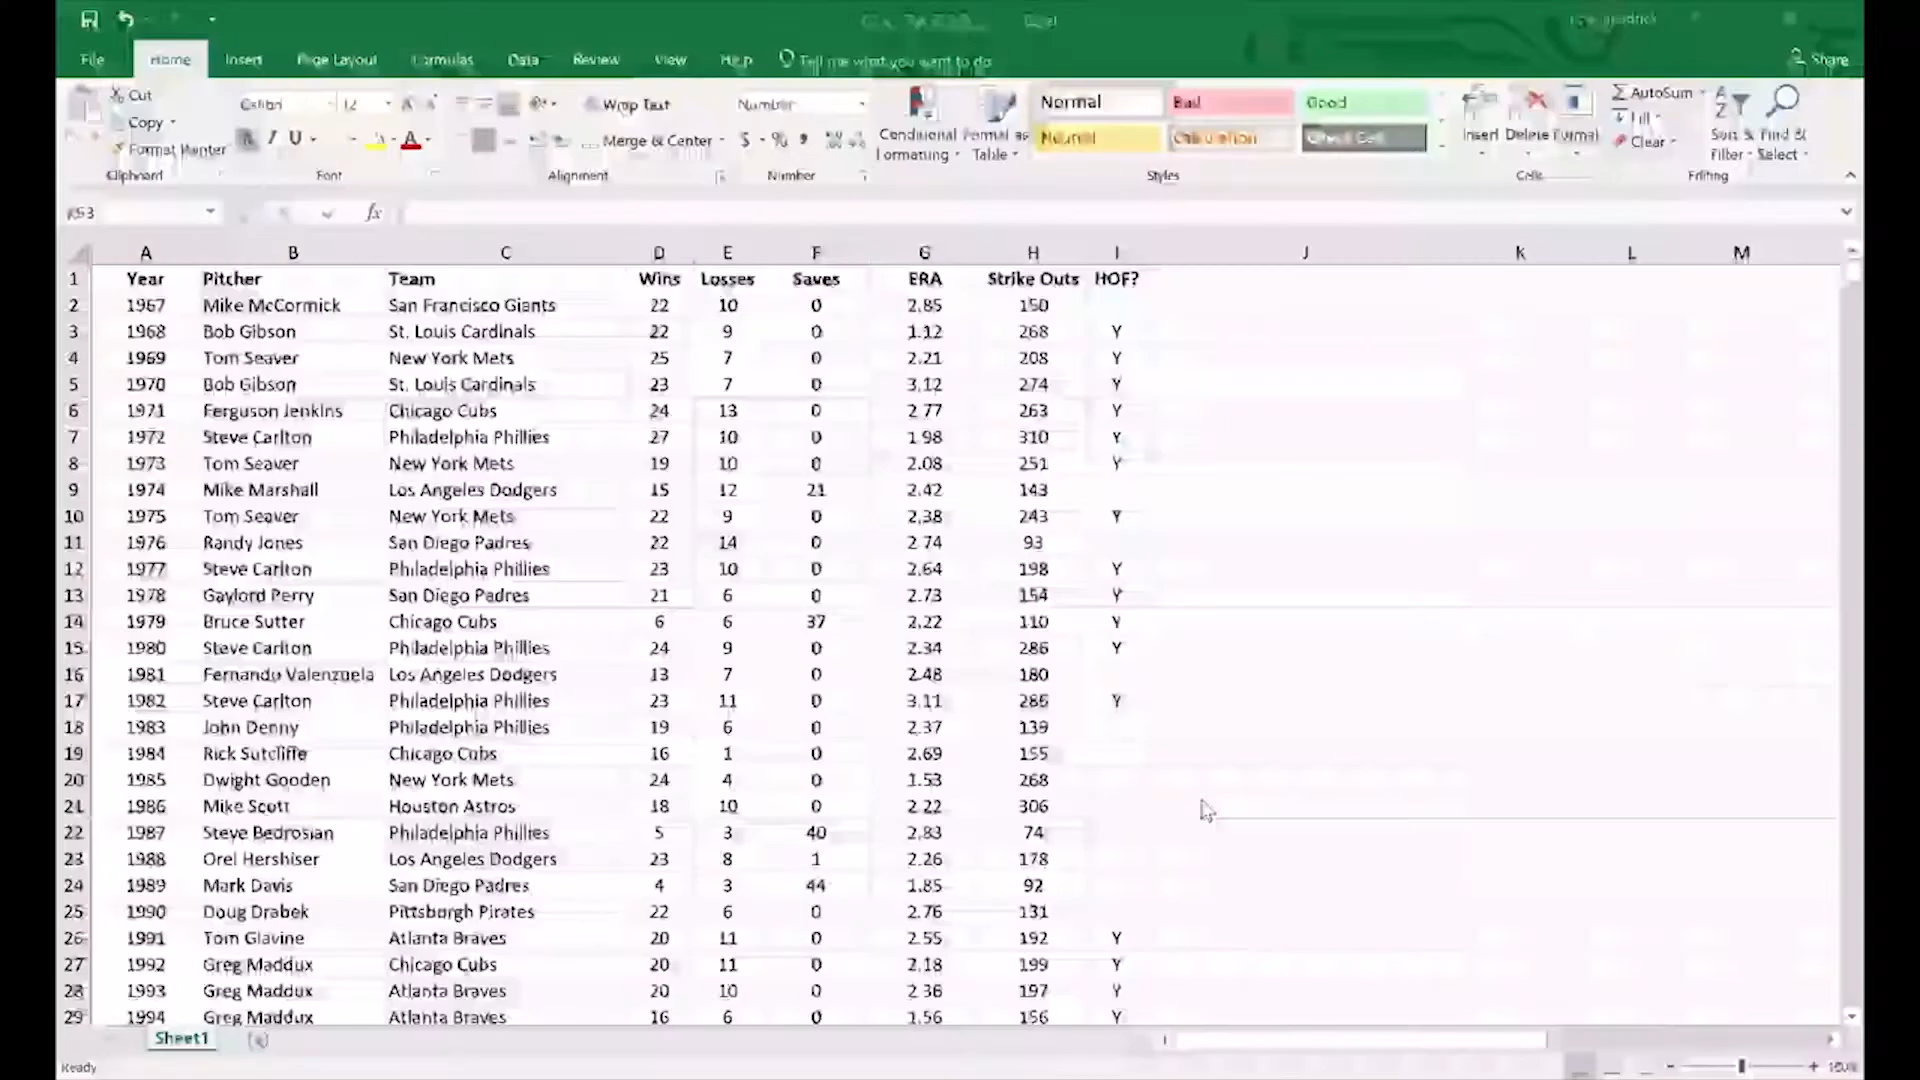 File Home Insert Page Layout Formulas Data Review View Help Tell me what you want to do Share
Cut
Copy
Format Painter
Clipboard
Calibri 12
U A
Font
Wrap Text
Merge & Center
Alignment
Number
$ % ,
Number
Conditional Formatting
Format as Table
Normal Bad Good
Neutral Calculation Check Cell
Styles
Insert Delete Format
Cells
AutoSum
Fill
Clear
Sort & Filter
Find & Select
Editing
K53 fx
A B C D E F G H I J K L M
1 Year Pitcher Team Wins Losses Saves ERA Strike Outs HOF?
2 1967 Mike McCormick San Francisco Giants 22 10 0 2.85 150
3 1968 Bob Gibson St. Louis Cardinals 22 9 0 1.12 268 Y
4 1969 Tom Seaver New York Mets 25 7 0 2.21 208 Y
5 1970 Bob Gibson St. Louis Cardinals 23 7 0 3.12 274 Y
6 1971 Ferguson Jenkins Chicago Cubs 24 13 0 2.77 263 Y
7 1972 Steve Carlton Philadelphia Phillies 27 10 0 1.98 310 Y
8 1973 Tom Seaver New York Mets 19 10 0 2.08 251 Y
9 1974 Mike Marshall Los Angeles Dodgers 15 12 21 2.42 143
10 1975 Tom Seaver New York Mets 22 9 0 2.38 243 Y
11 1976 Randy Jones San Diego Padres 22 14 0 2.74 93
12 1977 Steve Carlton Philadelphia Phillies 23 10 0 2.64 198 Y
13 1978 Gaylord Perry San Diego Padres 21 6 0 2.73 154 Y
14 1979 Bruce Sutter Chicago Cubs 6 6 37 2.22 110 Y
15 1980 Steve Carlton Philadelphia Phillies 24 9 0 2.34 286 Y
16 1981 Fernando Valenzuela Los Angeles Dodgers 13 7 0 2.48 180
17 1982 Steve Carlton Philadelphia Phillies 23 11 0 3.11 286 Y
18 1983 John Denny Philadelphia Phillies 19 6 0 2.37 139
19 1984 Rick Sutcliffe Chicago Cubs 16 1 0 2.69 155
20 1985 Dwight Gooden New York Mets 24 4 0 1.53 268
21 1986 Mike Scott Houston Astros 18 10 0 2.22 306
22 1987 Steve Bedrosian Philadelphia Phillies 5 3 40 2.83 74
23 1988 Orel Hershiser Los Angeles Dodgers 23 8 1 2.26 178
24 1989 Mark Davis San Diego Padres 4 3 44 1.85 92
25 1990 Doug Drabek Pittsburgh Pirates 22 6 0 2.76 131
26 1991 Tom Glavine Atlanta Braves 20 11 0 2.55 192 Y
27 1992 Greg Maddux Chicago Cubs 20 11 0 2.18 199 Y
28 1993 Greg Maddux Atlanta Braves 20 10 0 2.36 197 Y
29 1994 Greg Maddux Atlanta Braves 16 6 0 1.56 156 Y
Sheet1
Ready